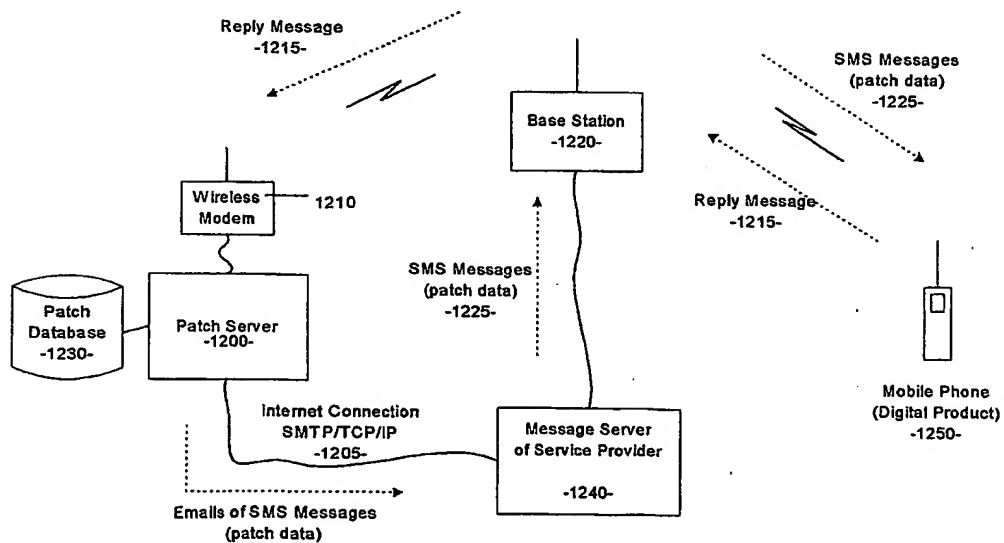 Reply Message
-1215-
SMS Messages
(patch data)
-1225-
Base Station
-1220-
Wireless
Modem
1210
Reply Message
-1215-
SMS Messages
(patch data)
-1225-
Patch
Database
-1230-
Patch Server
-1200-
Mobile Phone
(Digital Product)
-1250-
Internet Connection
SMTP/TCP/IP
-1205-
Message Server
of Service Provider
-1240-
Emails of SMS Messages
(patch data)